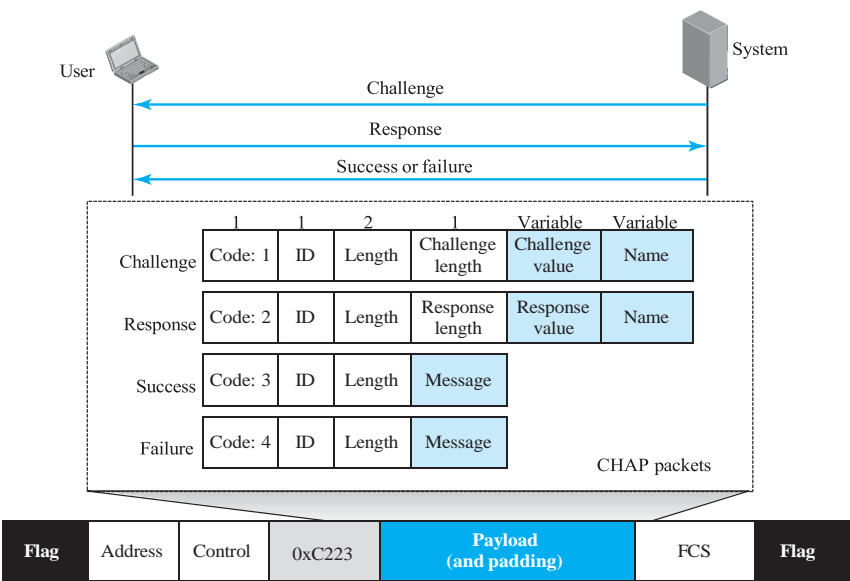 User
System
Challenge
Response
Success or failure
1 1 2 1 Variable Variable
Challenge
Code: 1
ID
Length
Challenge
length
Challenge
value
Name
Response
Code: 2
ID
Length
Response
length
Response
value
Name
Success
Code: 3
ID
Length
Message
Failure
Code: 4
ID
Length
Message
CHAP packets
Flag
Address
Control
0xC223
Payload
(and padding)
FCS
Flag